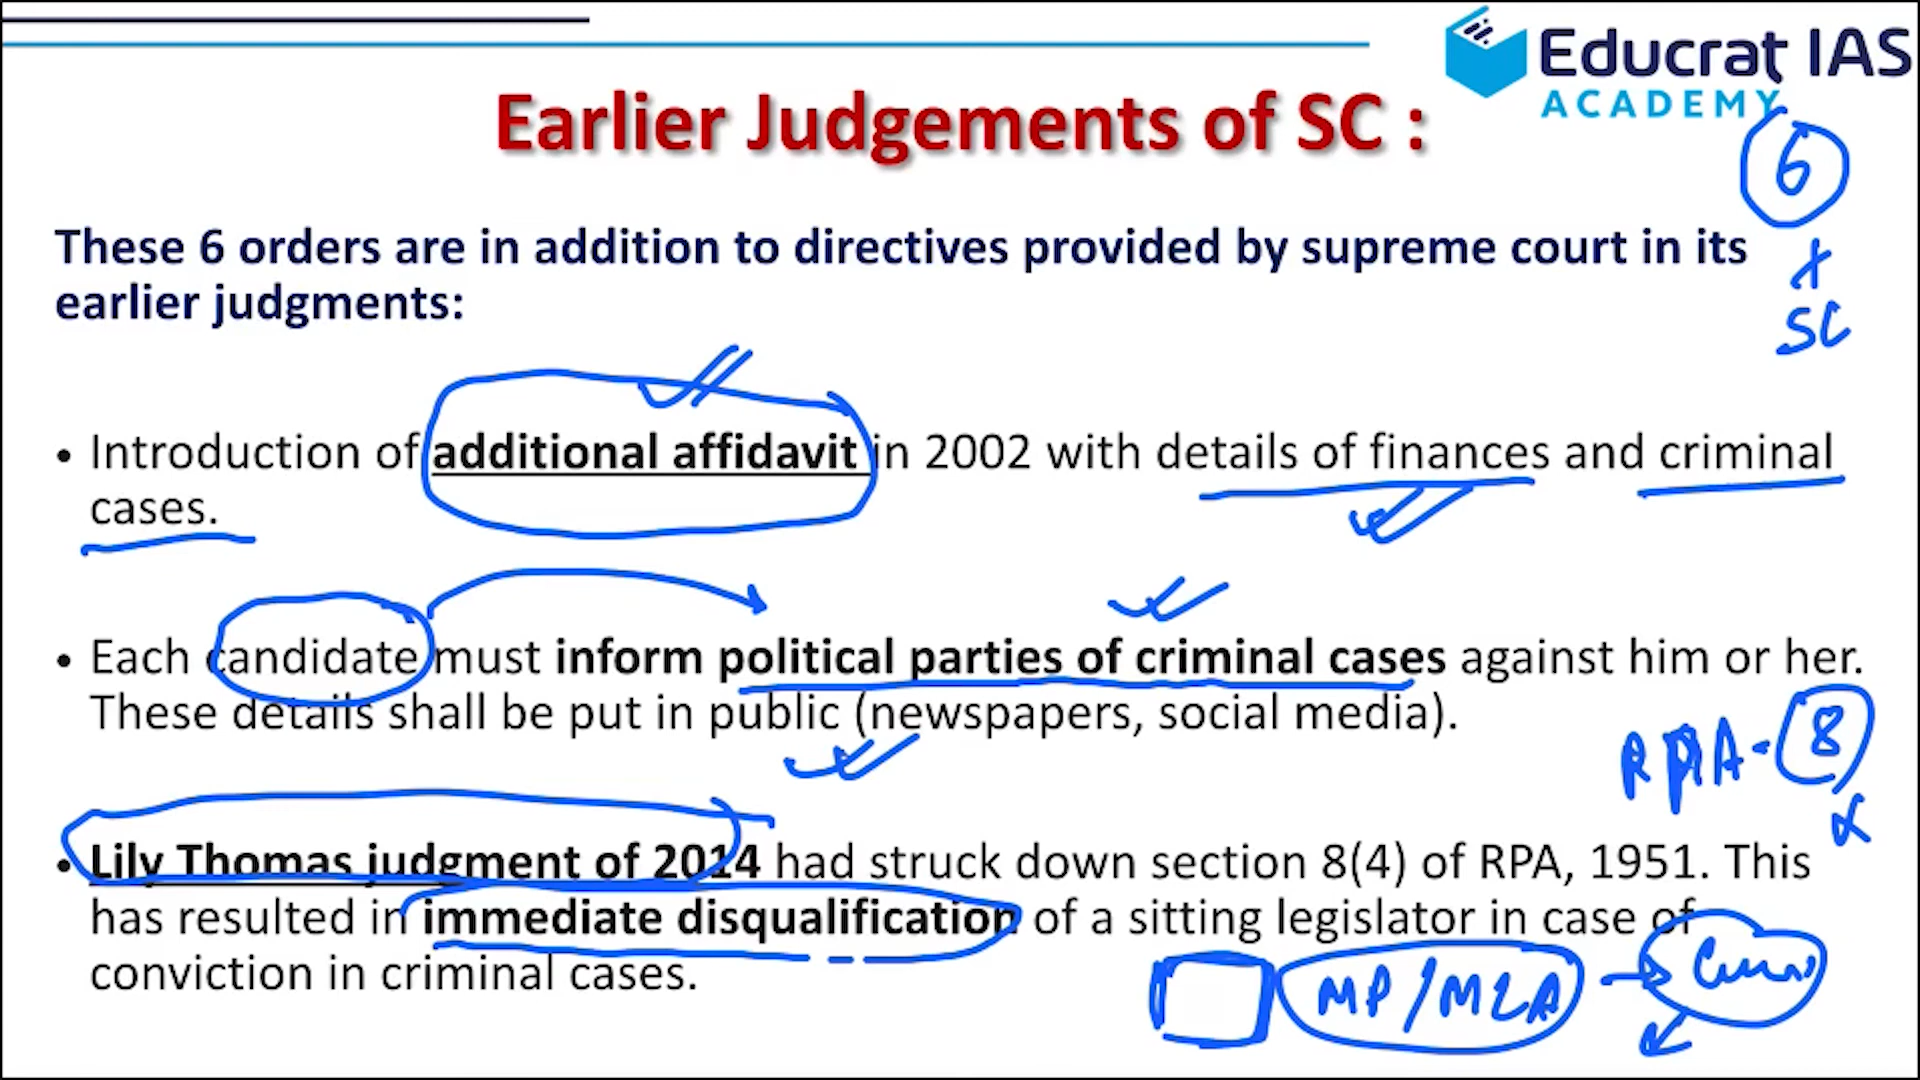 Educrat IAS
ACADEMY
Earlier Judgements of SC :
6
+
SC
These 6 orders are in addition to directives provided by supreme court in its
earlier judgments:
• Introduction of additional affidavit in 2002 with details of finances and criminal
cases.
• Each candidate must inform political parties of criminal cases against him or her.
These details shall be put in public (newspapers, social media).
RPA - 8
• Lily Thomas judgment of 2014 had struck down section 8(4) of RPA, 1951. This
has resulted in immediate disqualification of a sitting legislator in case of
conviction in criminal cases.
MP/MLA